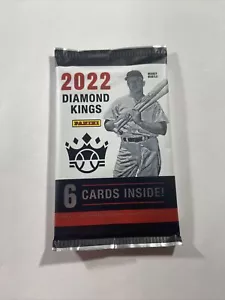 2022
DIAMOND
KINGS
PANINI
6 CARDS INSIDE!